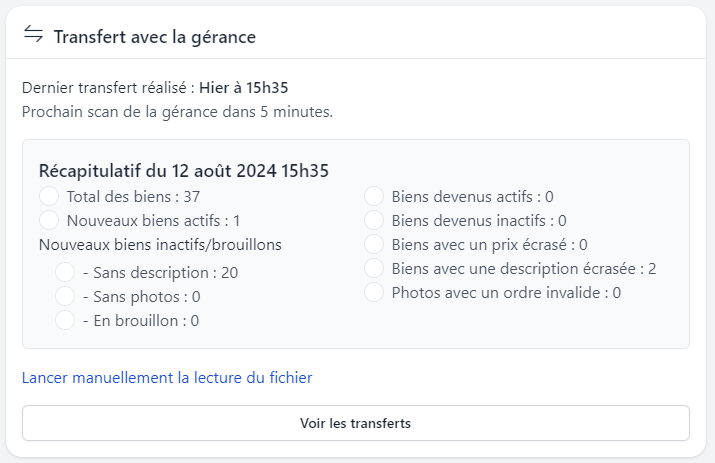 Transfert avec la gérance
Dernier transfert réalisé : Hier à 15h35
Prochain scan de la gérance dans 5 minutes.
Récapitulatif du 12 août 2024 15h35
Total des biens : 37
Nouveaux biens actifs : 1
Nouveaux biens inactifs/brouillons
- Sans description : 20
- Sans photos : 0
- En brouillon : 0
Biens devenus actifs : 0
Biens devenus inactifs : 0
Biens avec un prix écrasé : 0
Biens avec une description écrasée : 2
Photos avec un ordre invalide : 0
Lancer manuellement la lecture du fichier
Voir les transferts